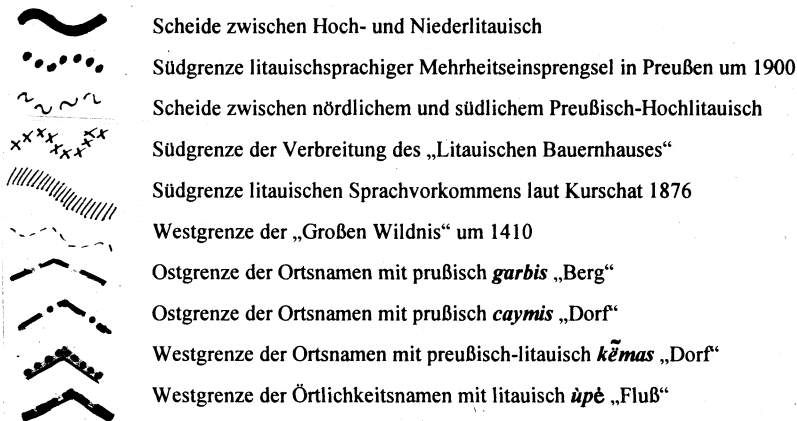 Scheide zwischen Hoch- und Niederlitauisch
Südgrenze litauischsprachiger Mehrheitseinsprengsel in Preußen um 1900
Scheide zwischen nördlichem und südlichem Preußisch-Hochlitauisch
Südgrenze der Verbreitung des „Litauischen Bauernhauses“
Südgrenze litauischen Sprachvorkommens laut Kurschat 1876
Westgrenze der „Großen Wildnis“ um 1410
Ostgrenze der Ortsnamen mit prußisch garbis „Berg“
Ostgrenze der Ortsnamen mit prußisch caymis „Dorf“
Westgrenze der Ortsnamen mit preußisch-litauisch kẽmas „Dorf“
Westgrenze der Örtlichkeitsnamen mit litauisch ùpė „Fluß“